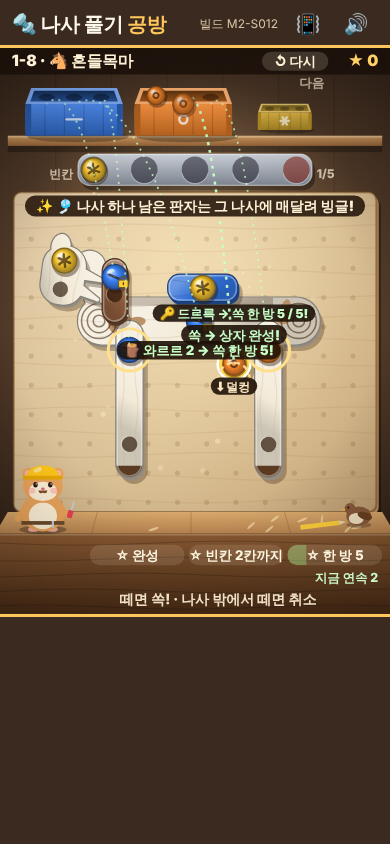 나사 풀기 공방
빌드 M2-S012
1-8 · 흔들목마
다시
★ 0
다음
빈칸
1/5
나사 하나 남은 판자는 그 나사에 매달려 빙글!
드르륵 → 쏙 한 방 5 / 5!
쏙 → 상자 완성!
와르르 2 → 쏙 한 방 5!
⬇덜컹
☆ 완성
☆ 빈칸 2칸까지
☆ 한 방 5
지금 연속 2
떼면 쏙! · 나사 밖에서 떼면 취소